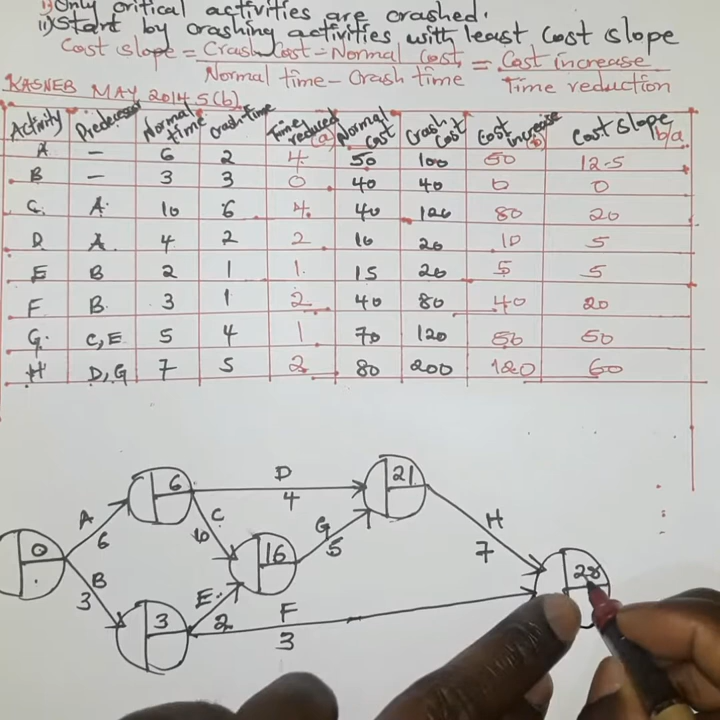 i) Only critical activities are crashed.
ii) Start by crashing activities with least cost slope
Cost slope = Crash Cost - Normal Cost = Cost increase
Normal time - Crash time Time reduction
KASNEB MAY 2014 5(b)
Activity Predecessor Normal time Crash time Time reduced (a) Normal Cost Crash Cost Cost increase (b) Cost slope b/a
A — 6 2 4 50 100 50 12.5
B — 3 3 0 40 40 0 0
C A 10 6 4 40 120 80 20
D A 4 2 2 10 20 10 5
E B 2 1 1 15 20 5 5
F B 3 1 2 40 80 40 20
G C,E 5 4 1 70 120 50 50
H D,G 7 5 2 80 200 120 60
6 D 4 21
A 6 C 10 G 5 H 7
0 16 28
B 3 E 2
3 F 3